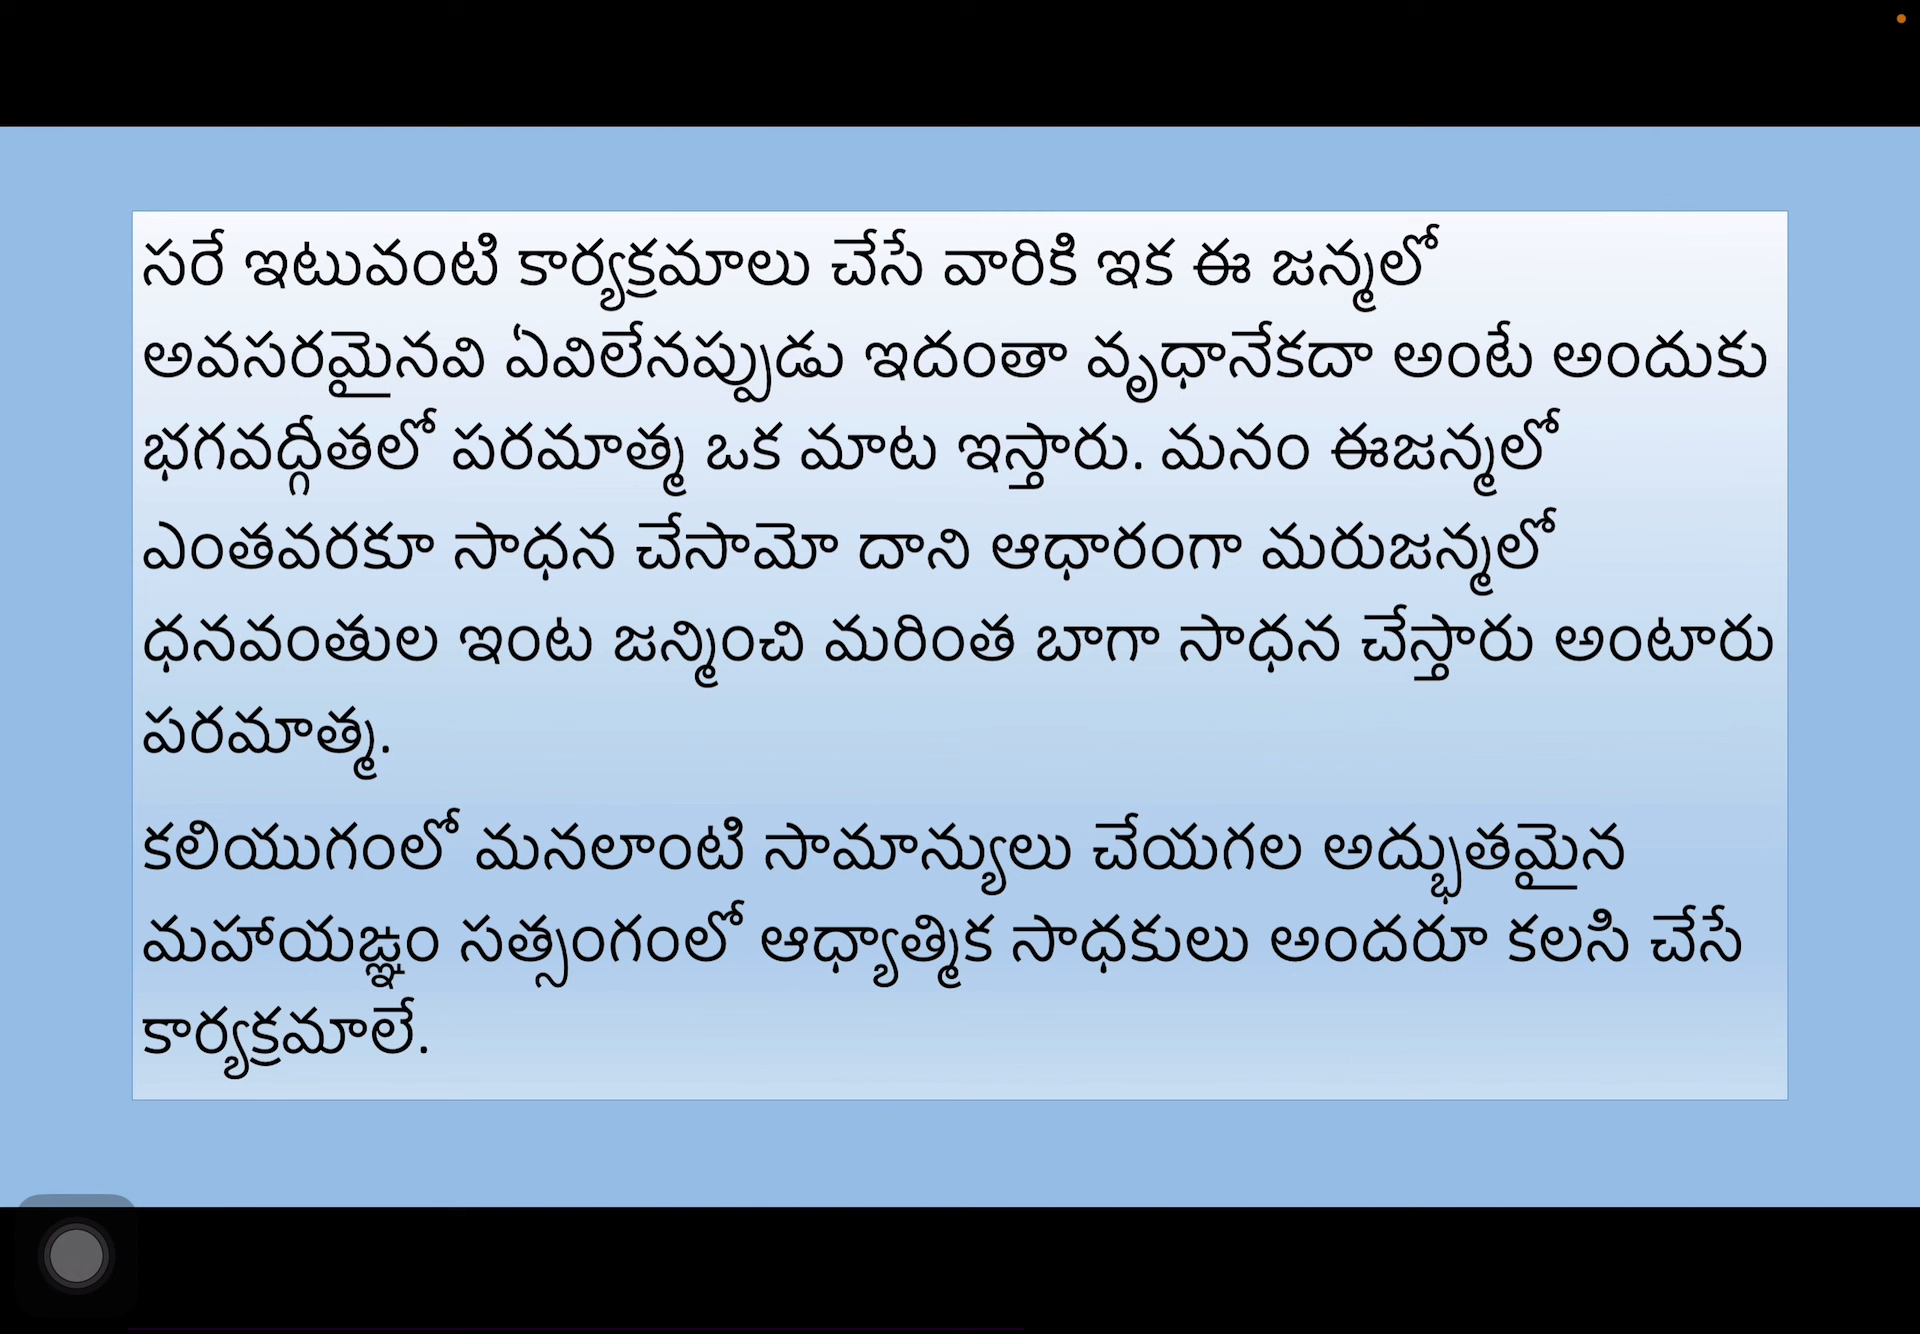 సరే ఇటువంటి కార్యక్రమాలు చేసే వారికి ఇక ఈ జన్మలో
అవసరమైనవి ఏవిలేనప్పుడు ఇదంతా వృధానేకదా అంటే అందుకు
భగవద్గీతలో పరమాత్మ ఒక మాట ఇస్తారు. మనం ఈజన్మలో
ఎంతవరకూ సాధన చేసామో దాని ఆధారంగా మరుజన్మలో
ధనవంతుల ఇంట జన్మించి మరింత బాగా సాధన చేస్తారు అంటారు
పరమాత్మ.
కలియుగంలో మనలాంటి సామాన్యులు చేయగల అద్భుతమైన
మహాయజ్ఞం సత్సంగంలో ఆధ్యాత్మిక సాధకులు అందరూ కలసి చేసే
కార్యక్రమాలే.